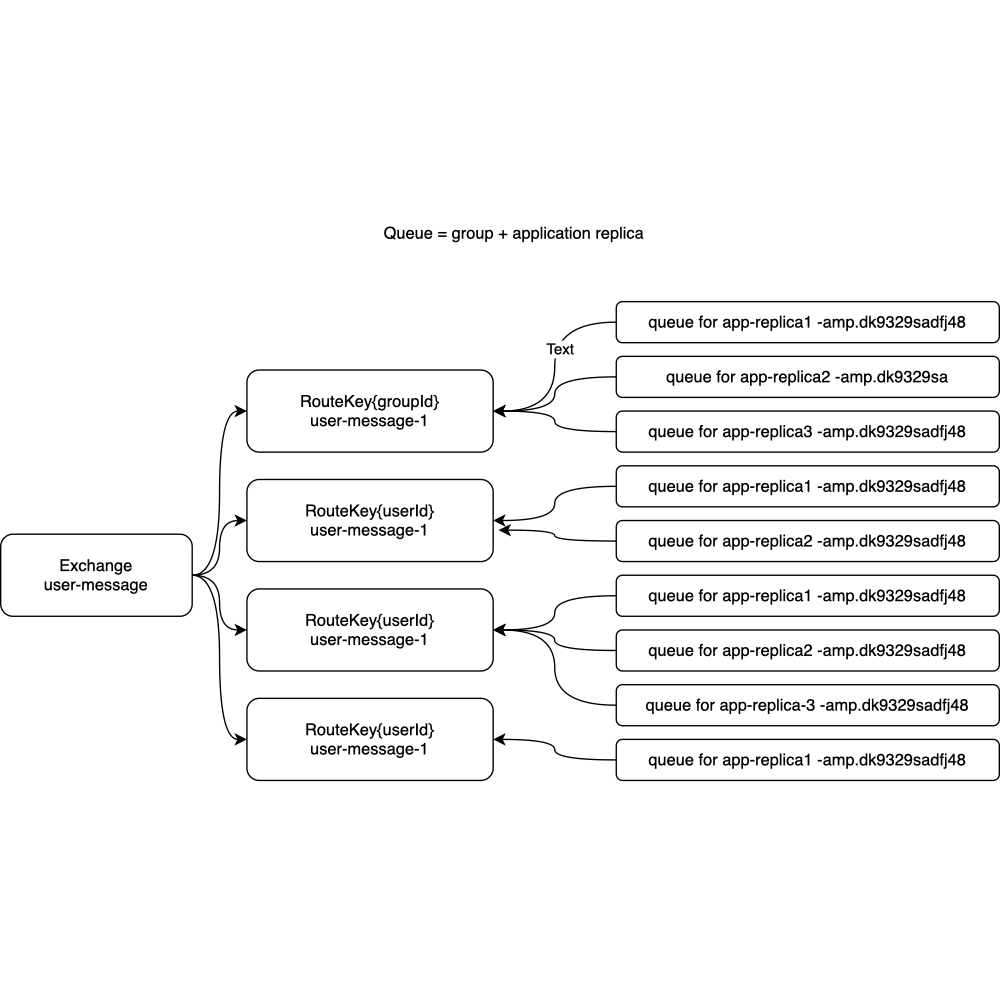 Queue = group + application replica
queue for app-replica1 -amp.dk9329sadfj48
Text
queue for app-replica2 -amp.dk9329sa
RouteKey{groupId}
user-message-1
queue for app-replica3 -amp.dk9329sadfj48
queue for app-replica1 -amp.dk9329sadfj48
RouteKey{userId}
user-message-1
queue for app-replica2 -amp.dk9329sadfj48
Exchange
user-message
queue for app-replica1 -amp.dk9329sadfj48
RouteKey{userId}
user-message-1
queue for app-replica2 -amp.dk9329sadfj48
queue for app-replica-3 -amp.dk9329sadfj48
RouteKey{userId}
user-message-1
queue for app-replica1 -amp.dk9329sadfj48